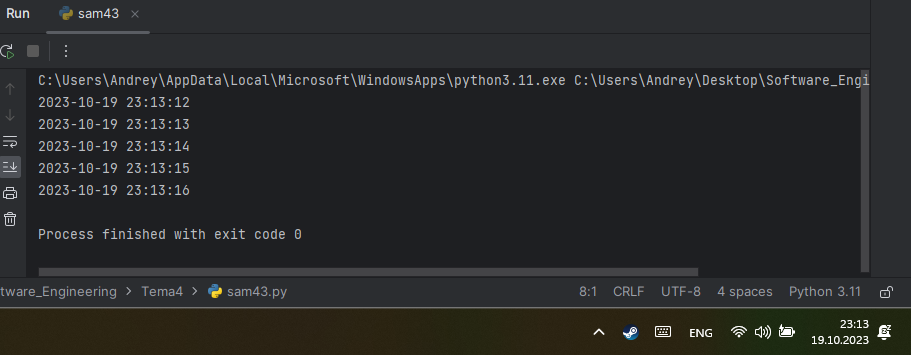 Run
sam43
C:\Users\Andrey\AppData\Local\Microsoft\WindowsApps\python3.11.exe C:\Users\Andrey\Desktop\Software_Engi
2023-10-19 23:13:12
2023-10-19 23:13:13
2023-10-19 23:13:14
2023-10-19 23:13:15
2023-10-19 23:13:16
Process finished with exit code 0
tware_Engineering > Tema4 > sam43.py 8:1 CRLF UTF-8 4 spaces Python 3.11
ENG
23:13
19.10.2023